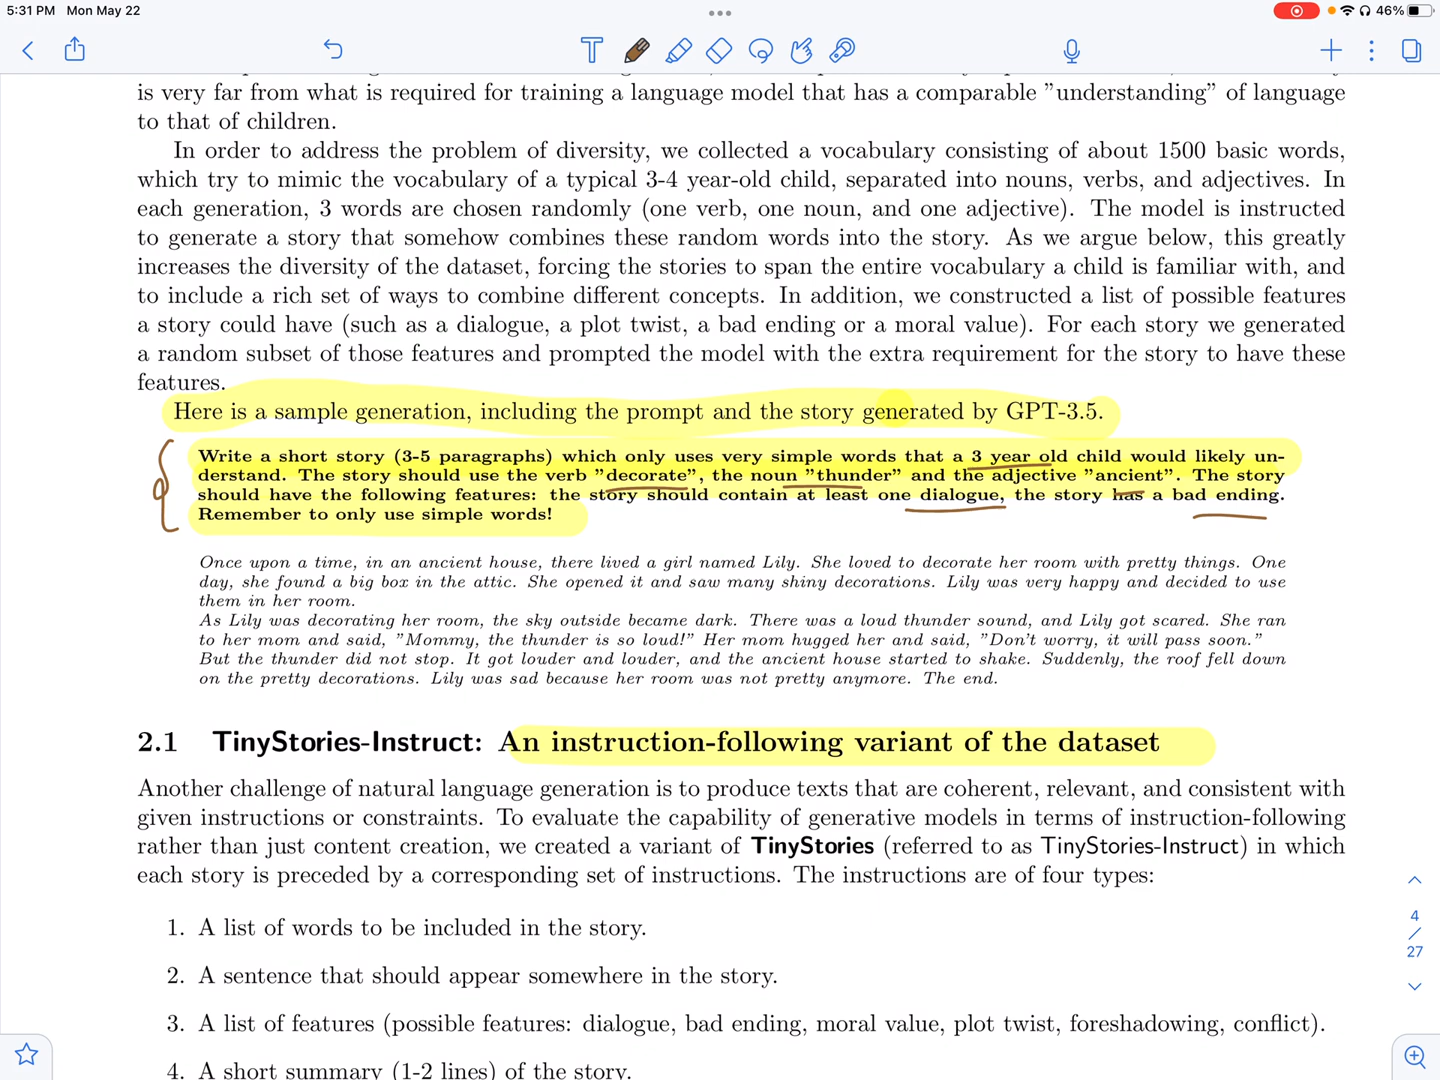 5:31 PM Mon May 22
46%
is very far from what is required for training a language model that has a comparable ”understanding” of language
to that of children.
In order to address the problem of diversity, we collected a vocabulary consisting of about 1500 basic words,
which try to mimic the vocabulary of a typical 3-4 year-old child, separated into nouns, verbs, and adjectives. In
each generation, 3 words are chosen randomly (one verb, one noun, and one adjective). The model is instructed
to generate a story that somehow combines these random words into the story. As we argue below, this greatly
increases the diversity of the dataset, forcing the stories to span the entire vocabulary a child is familiar with, and
to include a rich set of ways to combine different concepts. In addition, we constructed a list of possible features
a story could have (such as a dialogue, a plot twist, a bad ending or a moral value). For each story we generated
a random subset of those features and prompted the model with the extra requirement for the story to have these
features.
Here is a sample generation, including the prompt and the story generated by GPT-3.5.
Write a short story (3-5 paragraphs) which only uses very simple words that a 3 year old child would likely un-
derstand. The story should use the verb ”decorate”, the noun ”thunder” and the adjective ”ancient”. The story
should have the following features: the story should contain at least one dialogue, the story has a bad ending.
Remember to only use simple words!
Once upon a time, in an ancient house, there lived a girl named Lily. She loved to decorate her room with pretty things. One
day, she found a big box in the attic. She opened it and saw many shiny decorations. Lily was very happy and decided to use
them in her room.
As Lily was decorating her room, the sky outside became dark. There was a loud thunder sound, and Lily got scared. She ran
to her mom and said, ”Mommy, the thunder is so loud!” Her mom hugged her and said, ”Don’t worry, it will pass soon.”
But the thunder did not stop. It got louder and louder, and the ancient house started to shake. Suddenly, the roof fell down
on the pretty decorations. Lily was sad because her room was not pretty anymore. The end.
2.1 TinyStories-Instruct: An instruction-following variant of the dataset
Another challenge of natural language generation is to produce texts that are coherent, relevant, and consistent with
given instructions or constraints. To evaluate the capability of generative models in terms of instruction-following
rather than just content creation, we created a variant of TinyStories (referred to as TinyStories-Instruct) in which
each story is preceded by a corresponding set of instructions. The instructions are of four types:
1. A list of words to be included in the story.
2. A sentence that should appear somewhere in the story.
3. A list of features (possible features: dialogue, bad ending, moral value, plot twist, foreshadowing, conflict).
4. A short summary (1-2 lines) of the story.
4
/
27